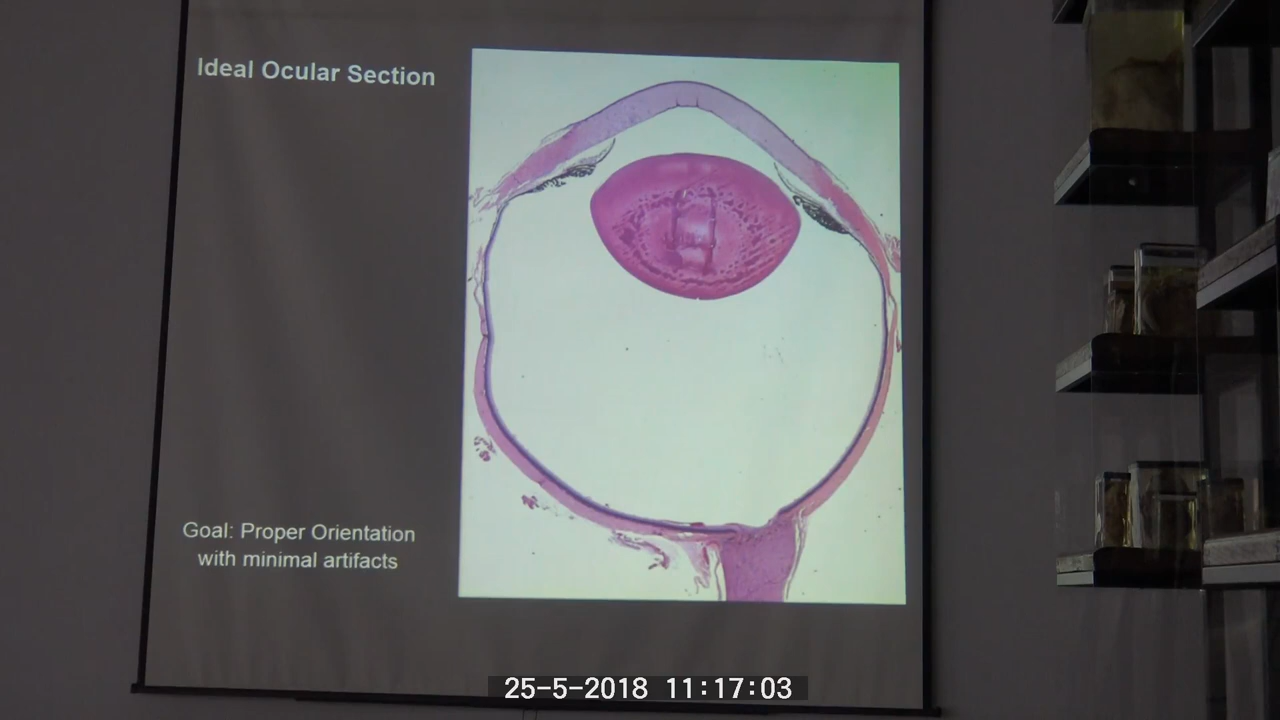 Ideal Ocular Section
Goal: Proper Orientation
with minimal artifacts
25-5-2018 11:17:03